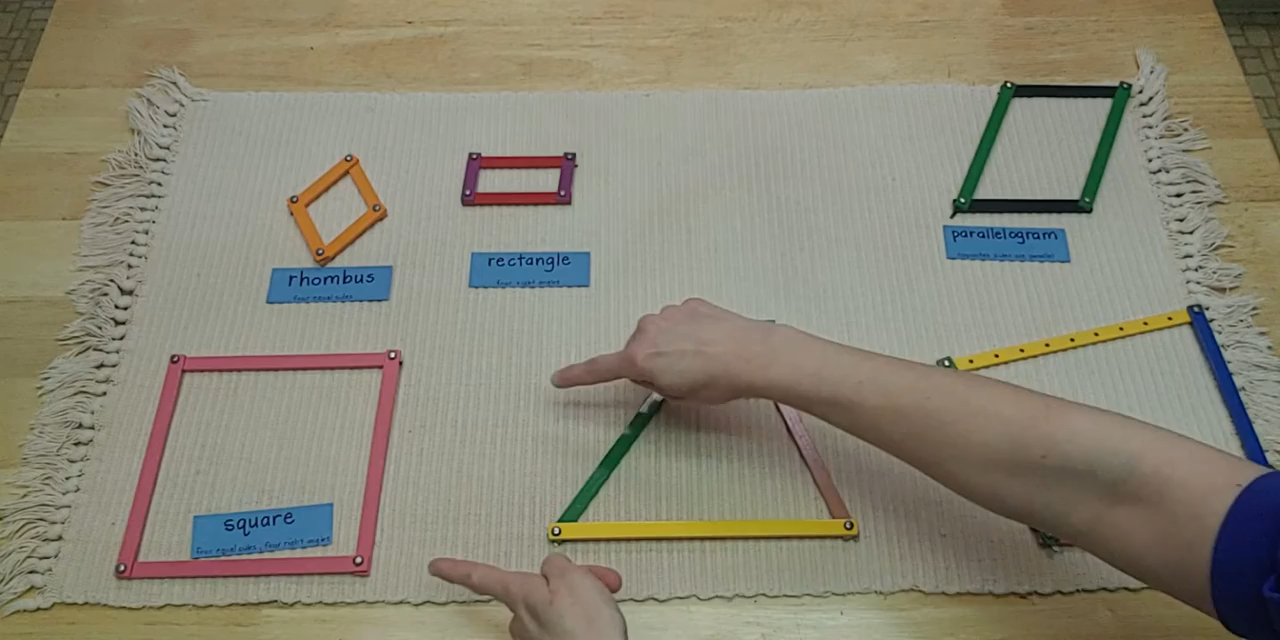 parallelogram
opposite sides are parallel
rectangle
four right angles
rhombus
four equal sides
square
four equal sides, four right angles